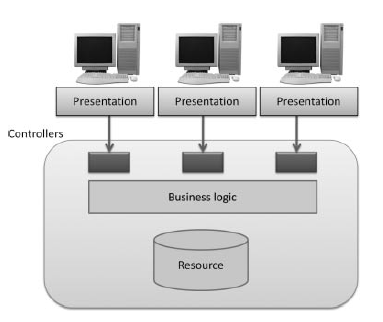 Presentation
Presentation
Presentation
Controllers
Business logic
Resource